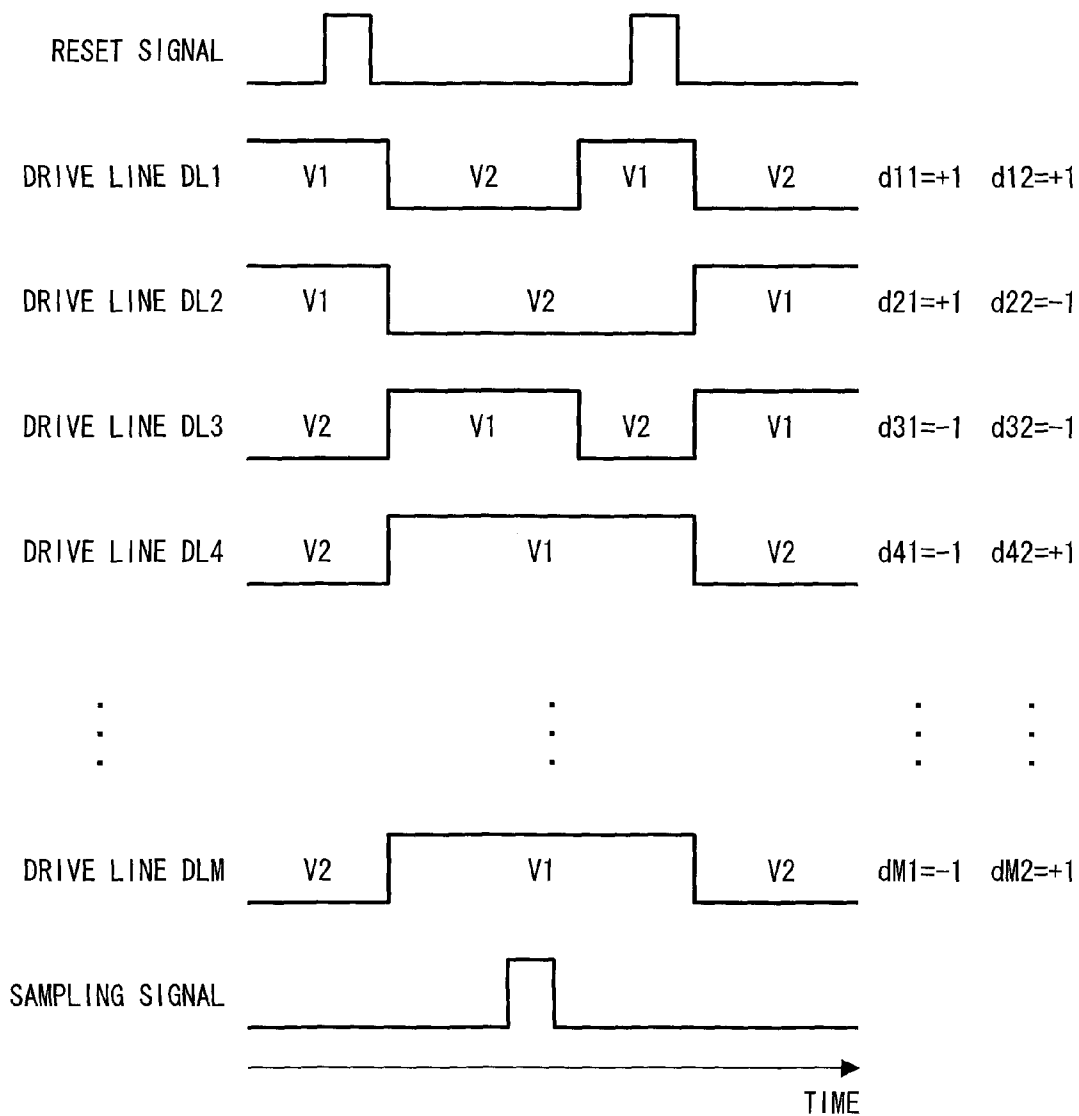 RESET SIGNAL
DRIVE LINE DL1 V1 V2 V1 V2 d11=+1 d12=+1
DRIVE LINE DL2 V1 V2 V1 d21=+1 d22=-1
DRIVE LINE DL3 V2 V1 V2 V1 d31=-1 d32=-1
DRIVE LINE DL4 V2 V1 V2 d41=-1 d42=+1
DRIVE LINE DLM V2 V1 V2 dM1=-1 dM2=+1
SAMPLING SIGNAL
TIME